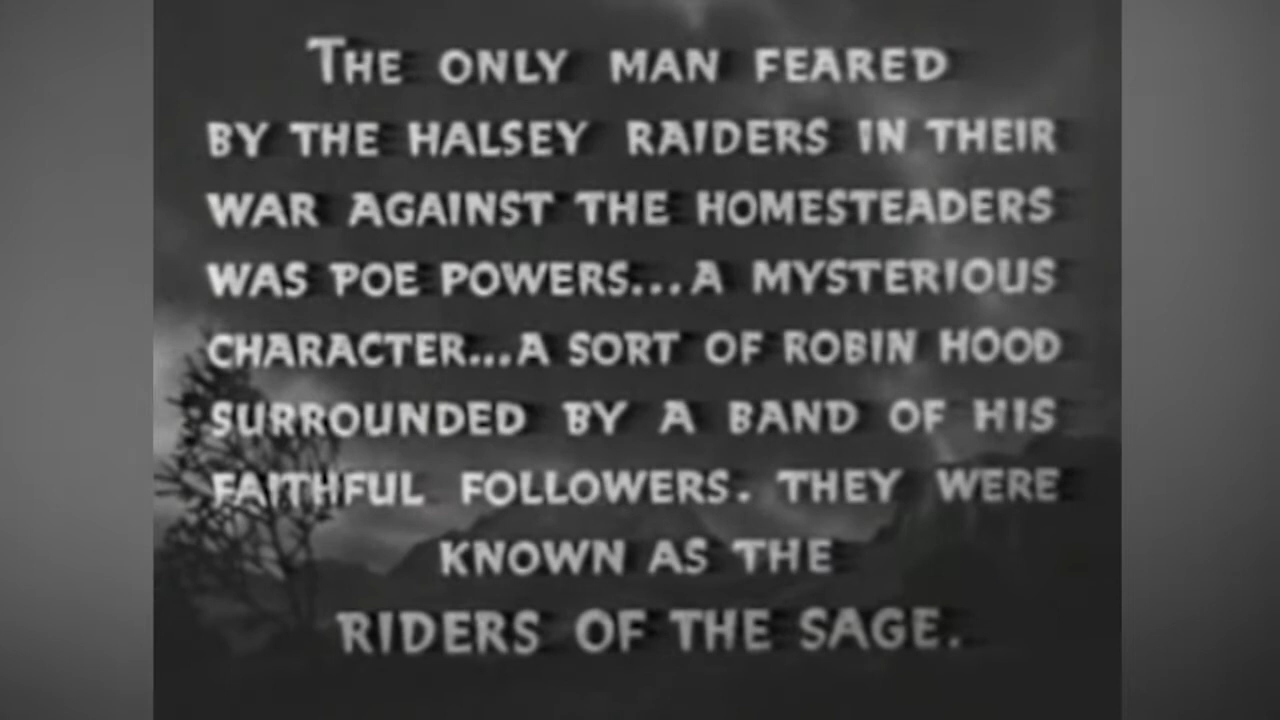 THE ONLY MAN FEARED
BY THE HALSEY RAIDERS IN THEIR
WAR AGAINST THE HOMESTEADERS
WAS POE POWERS...A MYSTERIOUS
CHARACTER...A SORT OF ROBIN HOOD
SURROUNDED BY A BAND OF HIS
FAITHFUL FOLLOWERS. THEY WERE
KNOWN AS THE
RIDERS OF THE SAGE.